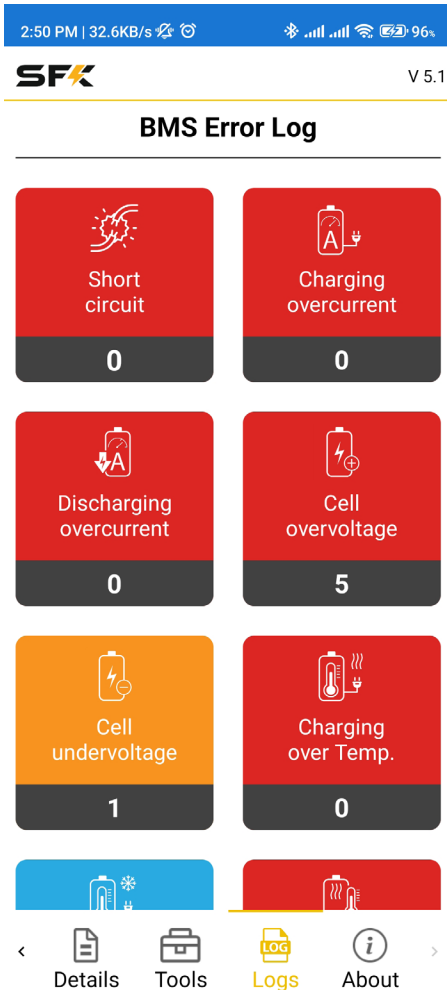 2:50 PM | 32.6KB/s 96%
SFK V 5.1
BMS Error Log
Short
circuit
0
A
Charging
overcurrent
0
A
Discharging
overcurrent
0
Cell
overvoltage
5
Cell
undervoltage
1
Charging
over Temp.
0
LOG
Details Tools Logs About